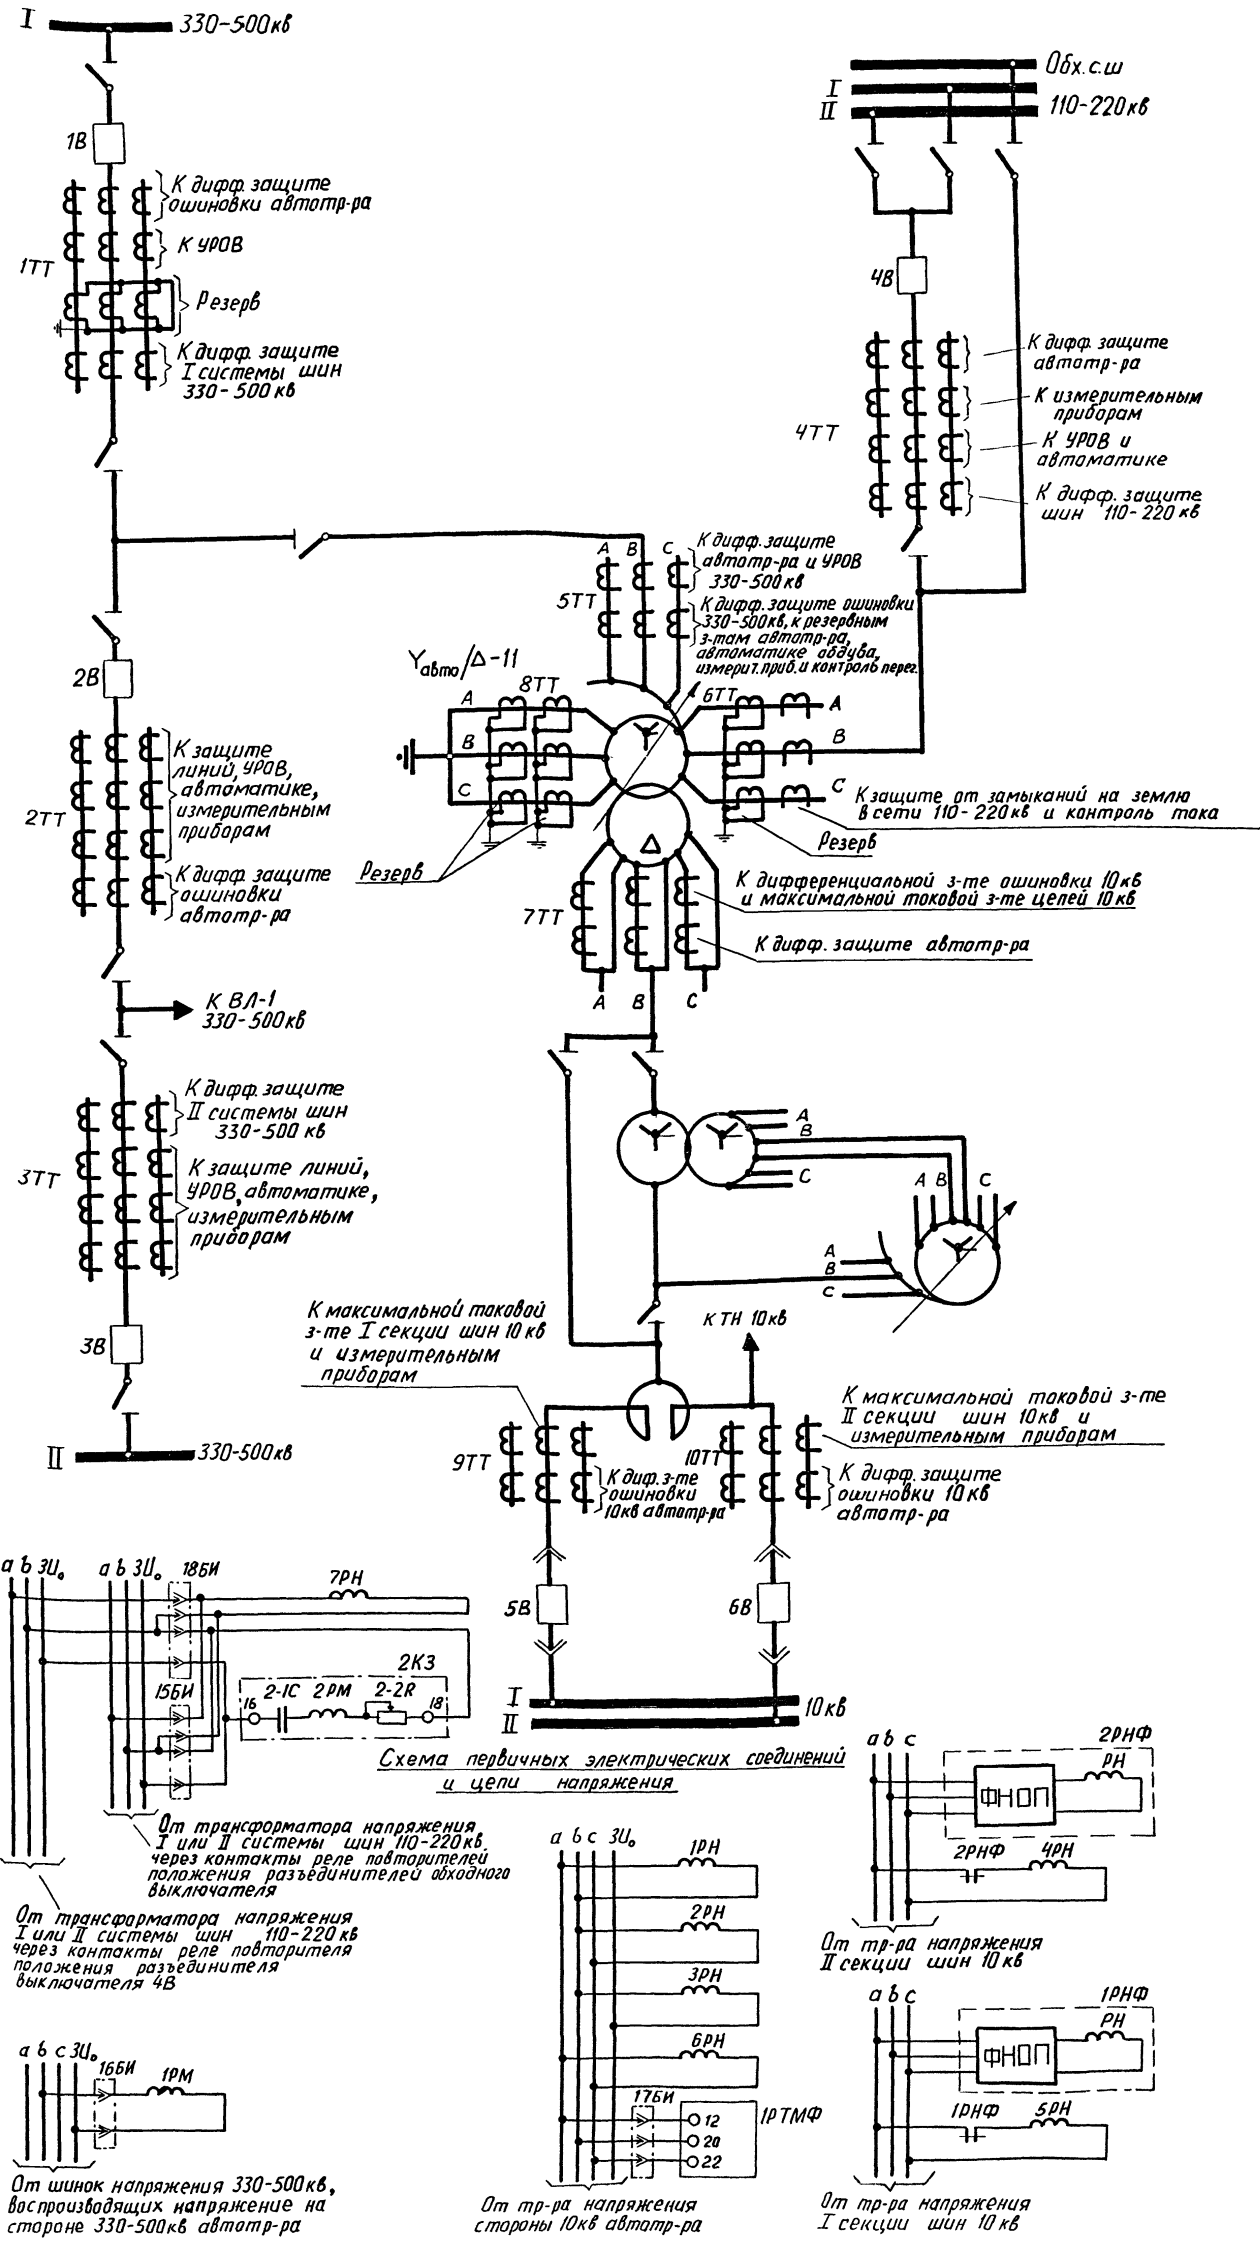 I 330-500кв
1В
К дифф. защите
ошиновки автотр-ра
К УРОВ
1ТТ
Резерв
К дифф. защите
I системы шин
330-500 кв
Обх.с.ш
I
II 110-220кв
4В
К дифф. защите
автотр-ра
К измерительным
приборам
4ТТ
К УРОВ и
автоматике
К дифф. защите
шин 110-220 кв
А В С
К дифф. защите
автотр-ра и УРОВ
330-500кв
5ТТ
К дифф. защите ошиновки
330-500кв, к резервным
з-там автотр-ра,
автоматике абдува,
измерит.приб. и контроль перег.
Yавто/Δ-11
8ТТ
6ТТ
А
В
С
А
В
С
К защите от замыканий на землю
в сети 110-220кв и контроль тока
Резерв
Резерв
2В
К защите
линий, УРОВ,
автоматике,
измерительным
приборам
2ТТ
К дифф. защите
ошиновки
автотр-ра
Δ
К дифференциальной з-те ошиновки 10кв
и максимальной токовой з-те цепей 10кв
7ТТ
К дифф. защите автотр-ра
А В С
К ВЛ-1
330-500кв
К дифф. защите
II системы шин
330-500 кв
3ТТ
К защите линий,
УРОВ, автоматике,
измерительным
приборам
3В
II 330-500кв
А
В
С
А В С
А
В
С
К максимальной токовой
з-те I секции шин 10кв
и измерительным
приборам
К ТН 10кв
К максимальной токовой з-те
II секции шин 10кв и
измерительным приборам
9ТТ
К диф. з-те
ошиновки
10кв автотр-ра
10ТТ
К дифф. защите
ошиновки 10кв
автотр-ра
5В
6В
I
II 10кв
Схема первичных электрических соединений
и цепи напряжения
а b 3U₀
а b 3U₀
18БИ
7РН
15БИ
2КЗ
16 2-1С 2РМ 2-2R 18
От трансформатора напряжения
I или II системы шин 110-220кв,
через контакты реле повторителей
положения разъединителей обходного
выключателя
От трансформатора напряжения
I или II системы шин 110-220 кв
через контакты реле повторителя
положения разъединителя
выключателя 4В
а b с 3U₀
16БИ
1РМ
От шинок напряжения 330-500кв,
воспроизводящих напряжение на
стороне 330-500кв автотр-ра
а b с 3U₀
1РН
2РН
3РН
6РН
17БИ
1РТМФ
12
20
22
От тр-ра напряжения
стороны 10кв автотр-ра
а b с
2РНФ
РН
ФНОП
2РНФ 4РН
От тр-ра напряжения
II секции шин 10кв
а b с
1РНФ
РН
ФНОП
1РНФ 5РН
От тр-ра напряжения
I секции шин 10 кв